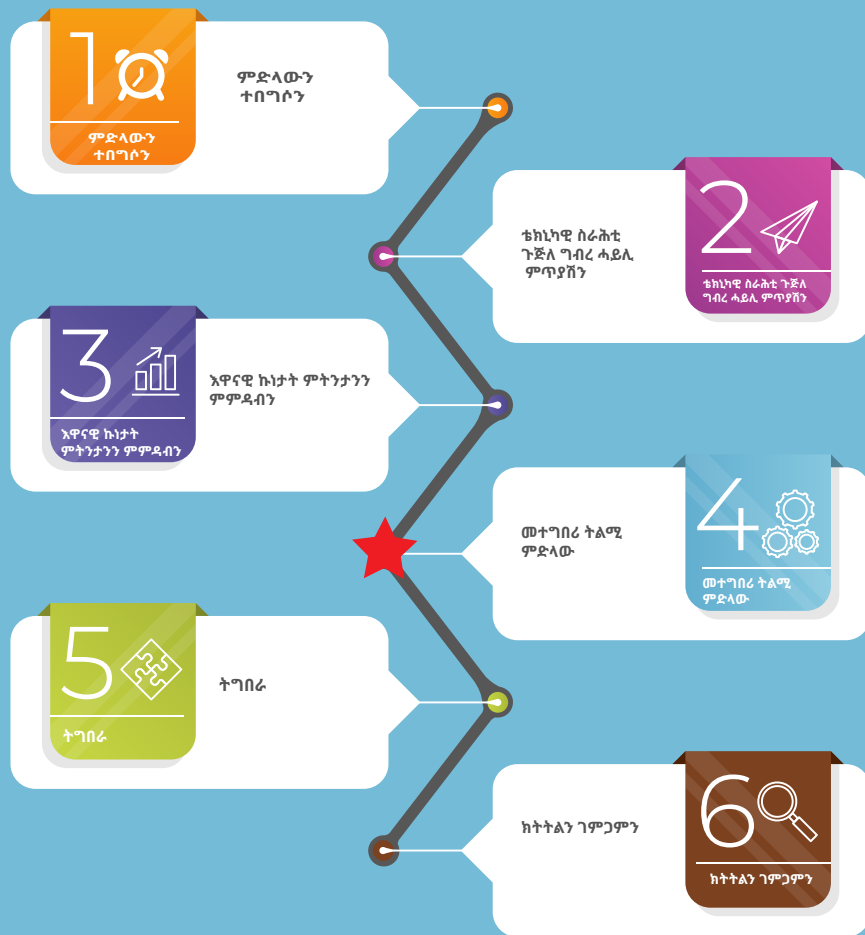 1
ምድላውን
ተበግሶን
ምድላውን
ተበግሶን
2
ቴክኒካዊ ስራሕቲ ጉጅለ
ግብረ ሓይሊ ምጥያሽን
ቴክኒካዊ ስራሕቲ
ጉጅለ ግብረ ሓይሊ
ምጥያሽን
3
እዋናዊ ኩነታት
ምትንታንን ምምዳብን
እዋናዊ ኩነታት ምትንታንን
ምምዳብን
4
መተግበሪ ትልሚ
ምድላው
መተግበሪ ትልሚ
ምድላው
5
ትግበራ
ትግበራ
6
ክትትልን ገምጋምን
ክትትልን ገምጋምን